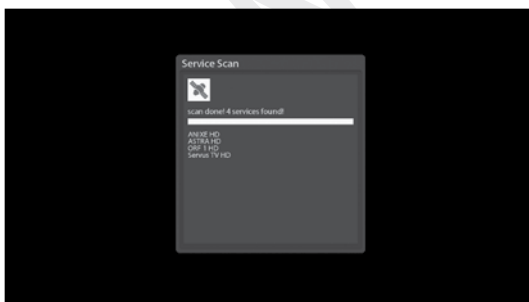 Service Scan
scan done! 4 services found!
ANIXE HD
ASTRA HD
ORF 1 HD
Servus TV HD